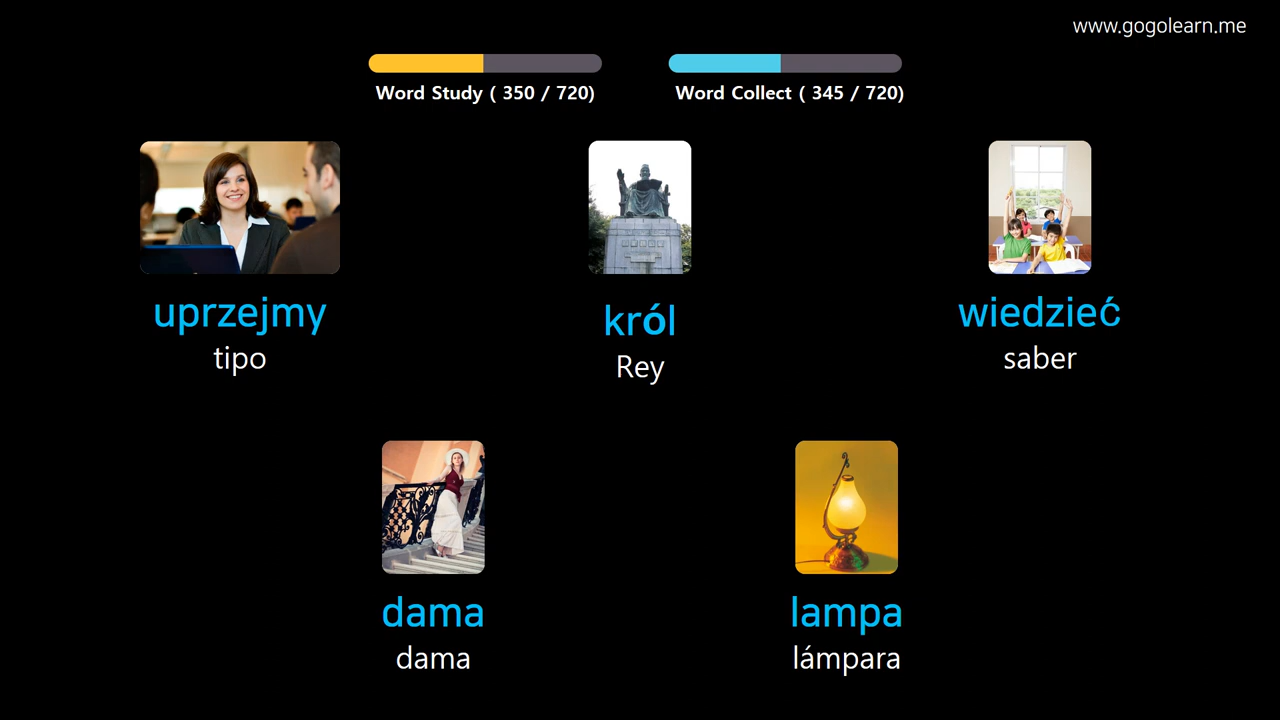 www.gogolearn.me
Word Study ( 350 / 720)
Word Collect ( 345 / 720)
uprzejmy
tipo
król
Rey
wiedzieć
saber
dama
dama
lampa
lámpara